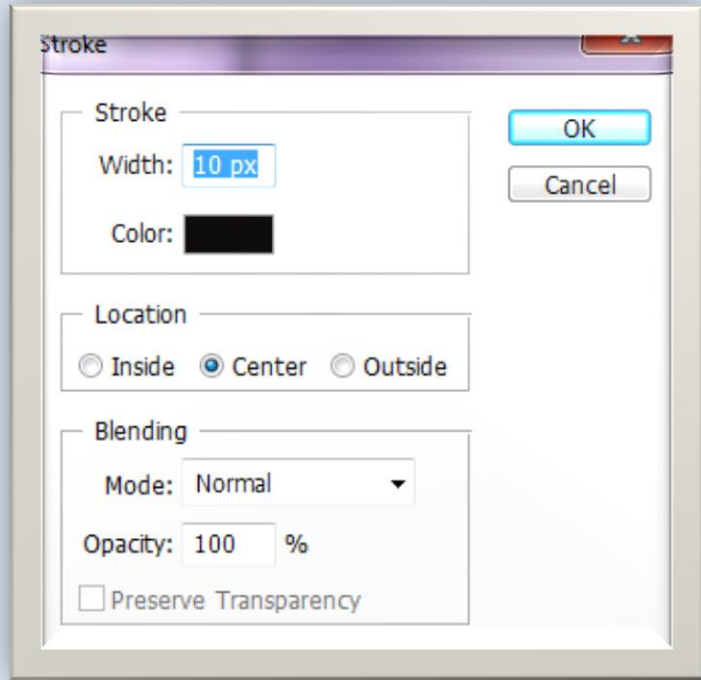 Stroke
Stroke
OK
Width: 10 px
Cancel
Color:
Location
Inside Center Outside
Blending
Mode: Normal
Opacity: 100 %
Preserve Transparency